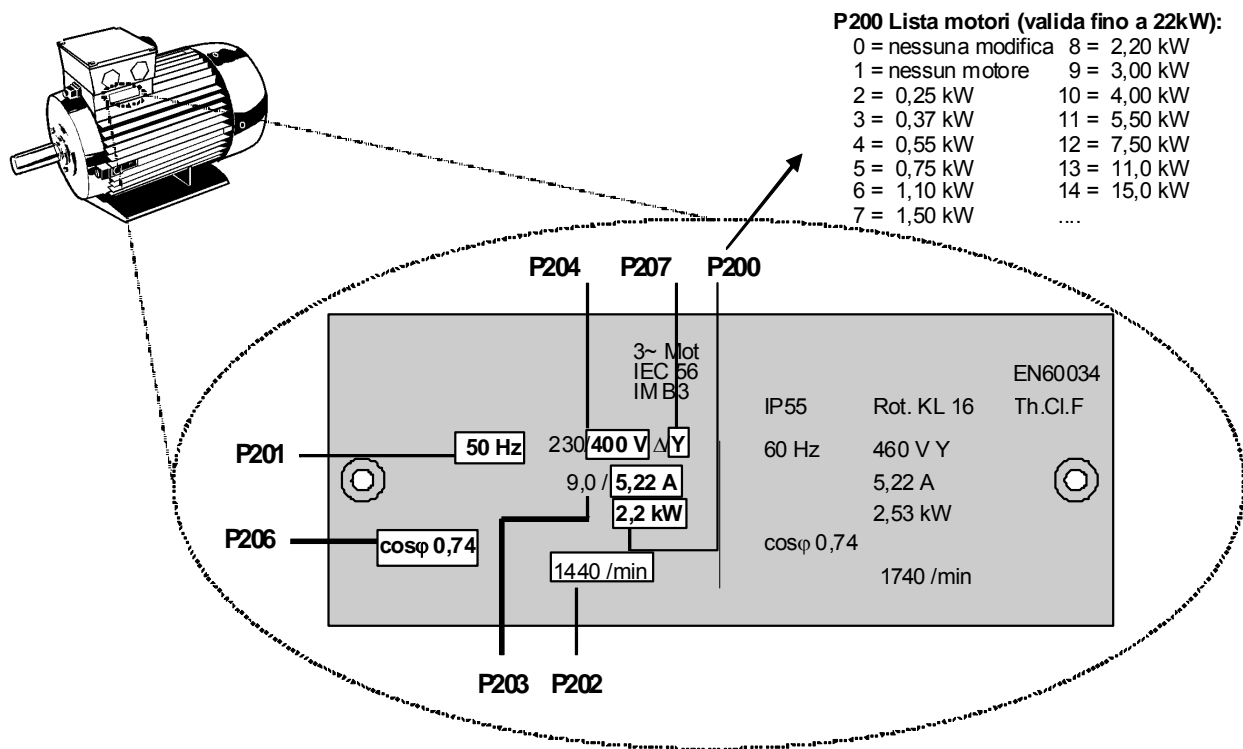 P200 Lista motori (valida fino a 22kW):
0 = nessuna modifica 8 = 2,20 kW
1 = nessun motore 9 = 3,00 kW
2 = 0,25 kW 10 = 4,00 kW
3 = 0,37 kW 11 = 5,50 kW
4 = 0,55 kW 12 = 7,50 kW
5 = 0,75 kW 13 = 11,0 kW
6 = 1,10 kW 14 = 15,0 kW
7 = 1,50 kW ....
P204 P207 P200
3~ Mot
IEC 56
IM B3
EN60034
IP55 Rot. KL 16 Th.Cl.F
P201 50 Hz 230/400 V Δ/Y 60 Hz 460 V Y
9,0 / 5,22 A 5,22 A
2,2 kW 2,53 kW
P206 cosφ 0,74 cosφ 0,74
1440 /min 1740 /min
P203 P202